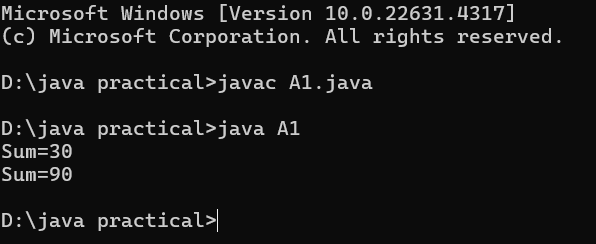 Microsoft Windows [Version 10.0.22631.4317]
(c) Microsoft Corporation. All rights reserved.
D:\java practical>javac A1.java
D:\java practical>java A1
Sum=30
Sum=90
D:\java practical>